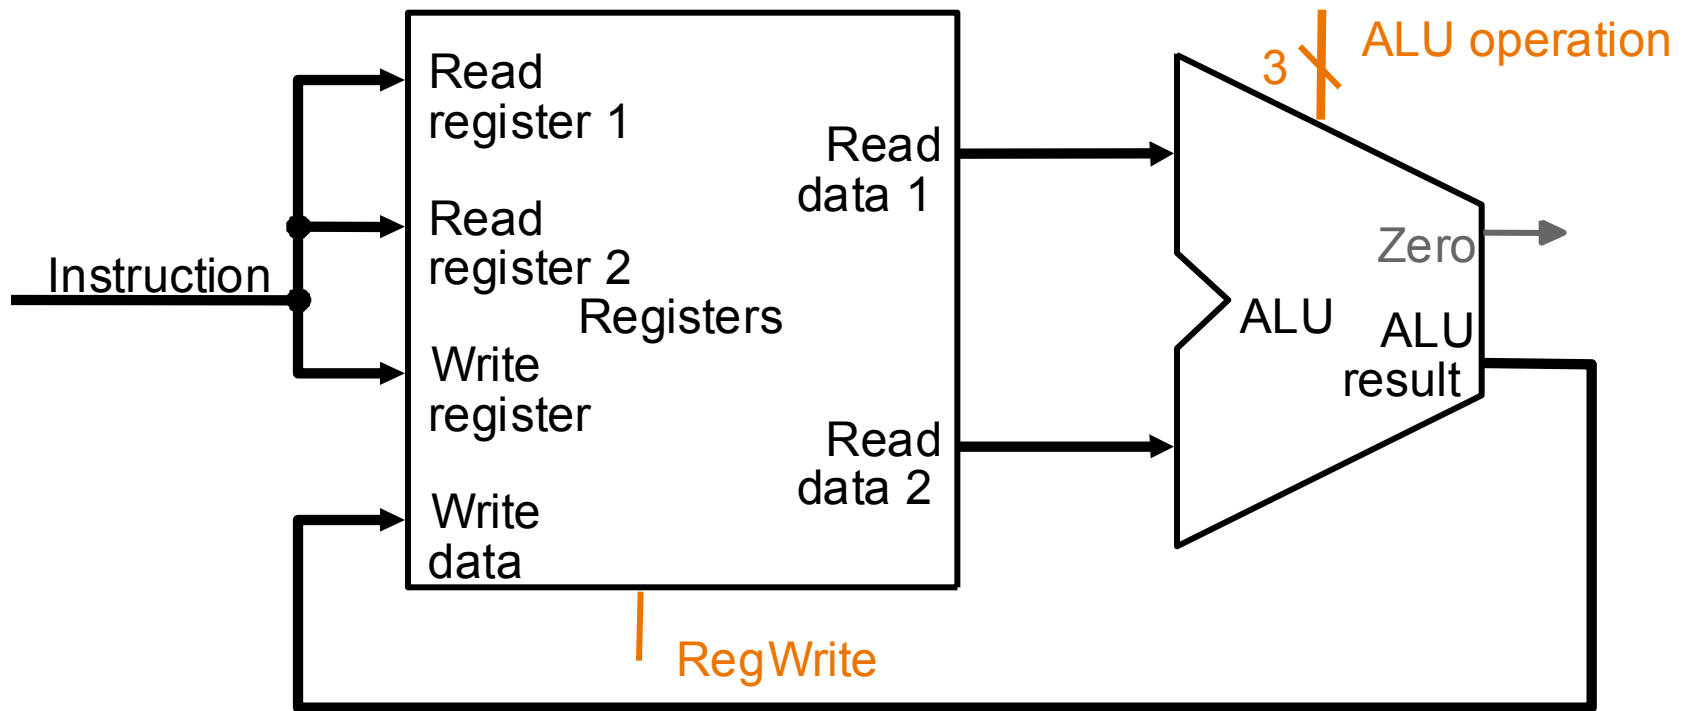 Instruction
Read
register 1
Read
register 2
Registers
Write
register
Write
data
Read
data 1
Read
data 2
RegWrite
3
ALU operation
Zero
ALU
ALU
result